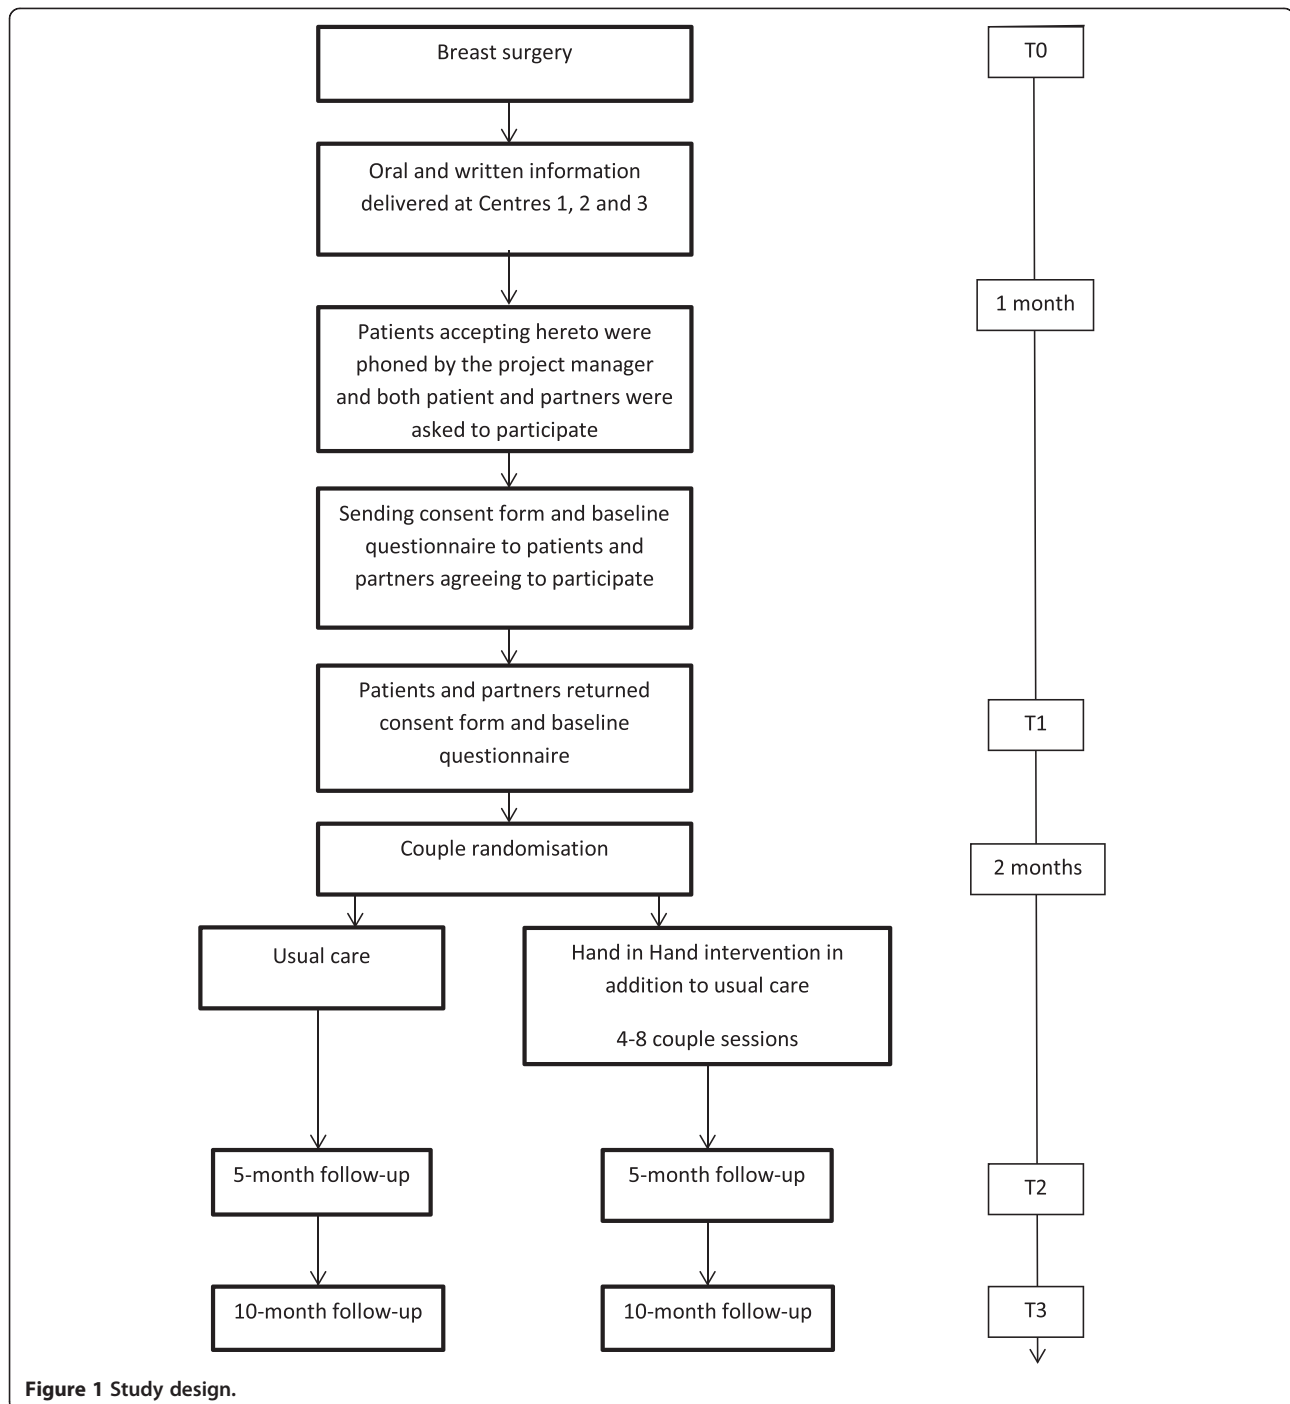 Breast surgery
T0
Oral and written information
delivered at Centres 1, 2 and 3
1 month
Patients accepting hereto were
phoned by the project manager
and both patient and partners were
asked to participate
Sending consent form and baseline
questionnaire to patients and
partners agreeing to participate
Patients and partners returned
consent form and baseline
questionnaire
T1
Couple randomisation
2 months
Usual care
Hand in Hand intervention in
addition to usual care
4-8 couple sessions
5-month follow-up
5-month follow-up
T2
10-month follow-up
10-month follow-up
T3
Figure 1 Study design.